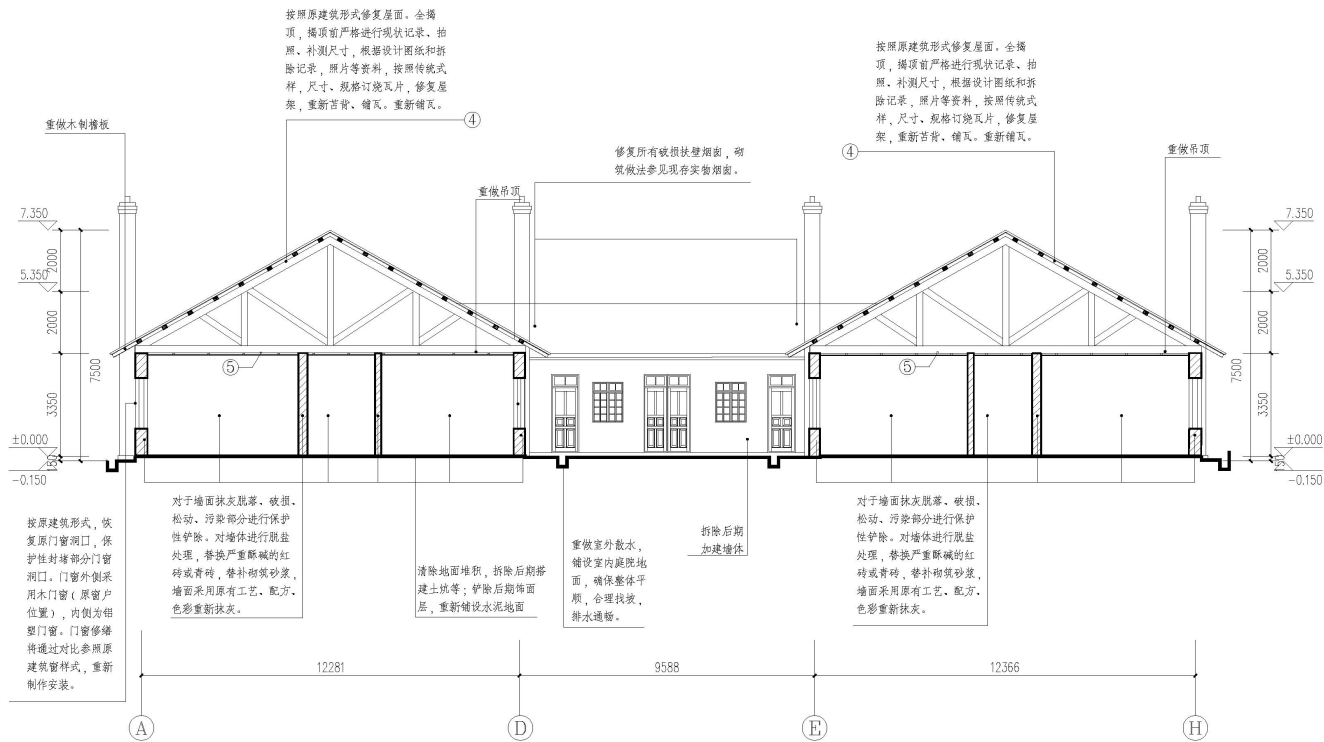 按照原建筑形式修复屋面。全揭
顶，揭顶前严格进行现状记录、拍
照、补测尺寸，根据设计图纸和拆
除记录，照片等资料，按照传统式
样，尺寸、规格订烧瓦片，修复屋
架，重新苫背、铺瓦。重新铺瓦。
④
重做木制檐板
按照原建筑形式修复屋面。全揭
顶，揭顶前严格进行现状记录、拍
照、补测尺寸，根据设计图纸和拆
除记录，照片等资料，按照传统式
样，尺寸、规格订烧瓦片，修复屋
架，重新苫背、铺瓦。重新铺瓦。
④
重做吊顶
修复所有破损扶壁烟囱，砌
筑做法参见现存实物烟囱。
重做吊顶
7.350
5.350
±0.000
-0.150
2000
2000
3350
150
7500
⑤
⑤
7.350
5.350
±0.000
-0.150
2000
2000
3350
150
7500
按原建筑形式，恢
复原门窗洞口，保
护性封堵部分门窗
洞口。门窗外侧采
用木门窗（原窗户
位置），内侧为铝
塑门窗。门窗修缮
将通过对比参照原
建筑窗样式，重新
制作安装。
对于墙面抹灰脱落、破损、
松动、污染部分进行保护
性铲除。对墙体进行脱盐
处理，替换严重酥碱的红
砖或青砖，替补砌筑砂浆，
墙面采用原有工艺、配方、
色彩重新抹灰。
清除地面堆积，拆除后期搭
建土炕等；铲除后期饰面
层，重新铺设水泥地面
重做室外散水，
铺设室内庭院地
面，确保整体平
顺，合理找坡，
排水通畅。
拆除后期
加建墙体
对于墙面抹灰脱落、破损、
松动、污染部分进行保护
性铲除。对墙体进行脱盐
处理，替换严重酥碱的红
砖或青砖，替补砌筑砂浆，
墙面采用原有工艺、配方、
色彩重新抹灰。
12281
9588
12366
A
D
E
H